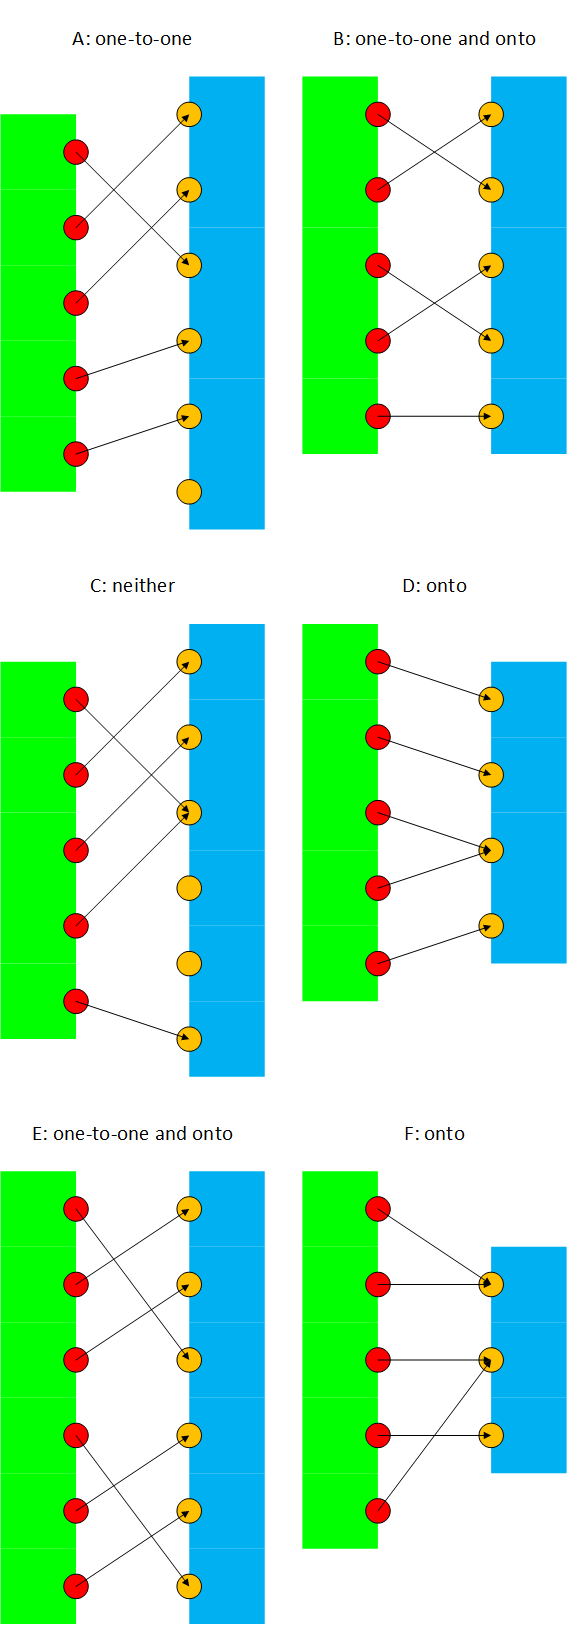 A: one-to-one
B: one-to-one and onto
C: neither
D: onto
E: one-to-one and onto
F: onto